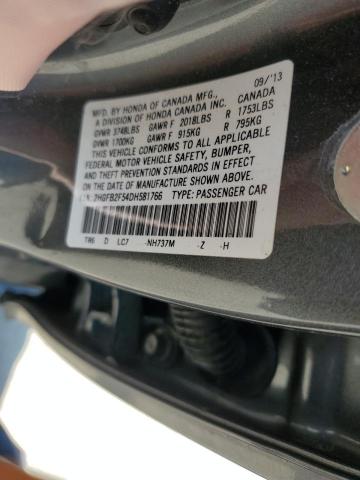 MFD. BY HONDA OF CANADA MFG., 09/'13
A DIVISION OF HONDA CANADA INC. CANADA
GVWR 3748LBS GAWR F 2018LBS R 1753LBS
GVWR 1700KG GAWR F 915KG R 795KG
THIS VEHICLE CONFORMS TO ALL APPLICABLE
FEDERAL MOTOR VEHICLE SAFETY, BUMPER,
AND THEFT PREVENTION STANDARDS IN EFFECT
ON THE DATE OF MANUFACTURE SHOWN ABOVE.
2HGFB2F54DH581766 TYPE: PASSENGER CAR
TR6 D LC7 -NH737M -Z -H